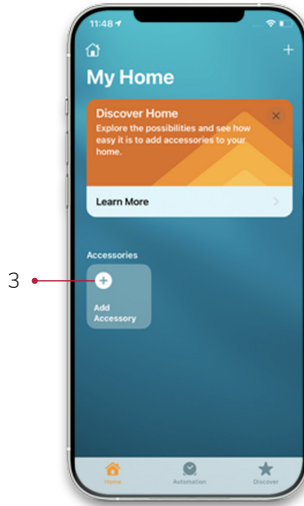 11:48
My Home
Discover Home
Explore the possibilities and see how
easy it is to add accessories to your
home.
Learn More
Accessories
3
Add
Accessory
Home Automation Discover